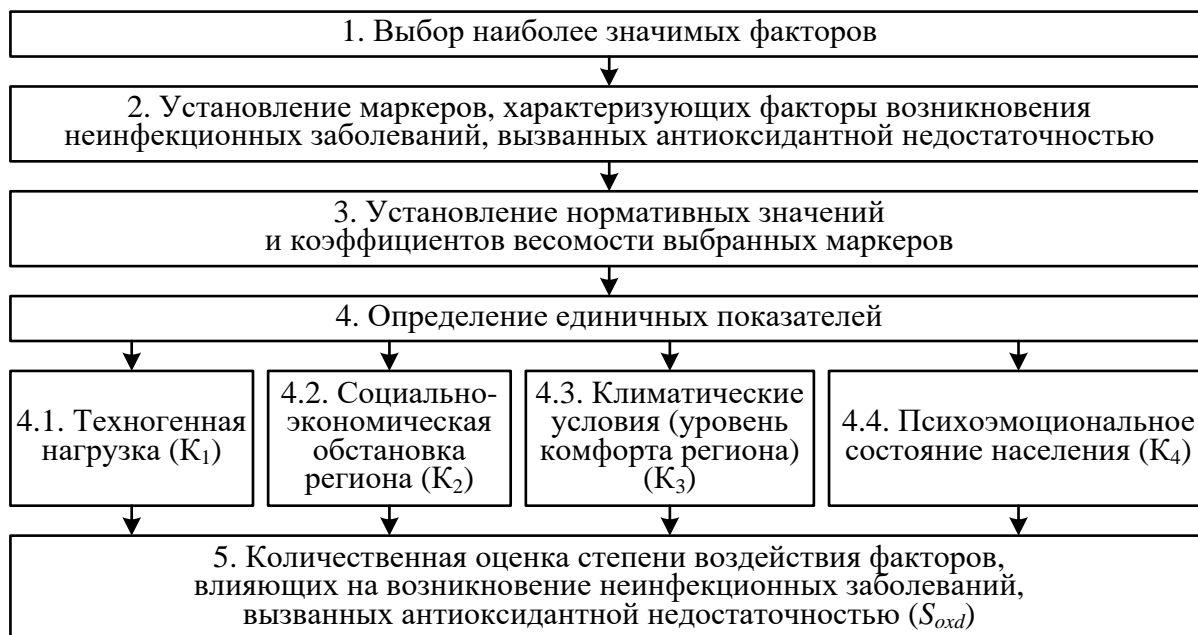 1. Выбор наиболее значимых факторов
2. Установление маркеров, характеризующих факторы возникновения
неинфекционных заболеваний, вызванных антиоксидантной недостаточностью
3. Установление нормативных значений
и коэффициентов весомости выбранных маркеров
4. Определение единичных показателей
4.1. Техногенная
нагрузка (К₁)
4.2. Социально-
экономическая
обстановка
региона (К₂)
4.3. Климатические
условия (уровень
комфорта региона)
(К₃)
4.4. Психоэмоциональное
состояние населения (К₄)
5. Количественная оценка степени воздействия факторов,
влияющих на возникновение неинфекционных заболеваний,
вызванных антиоксидантной недостаточностью (Soxd)